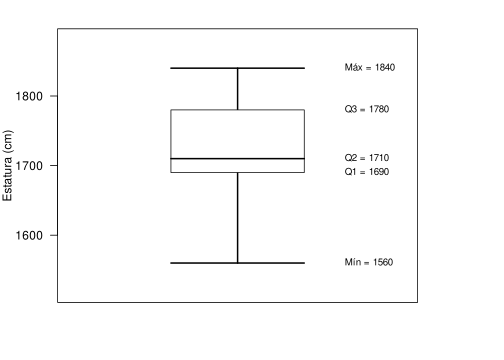 Estatura (cm)
1800
1700
1600
Máx = 1840
Q3 = 1780
Q2 = 1710
Q1 = 1690
Mín = 1560